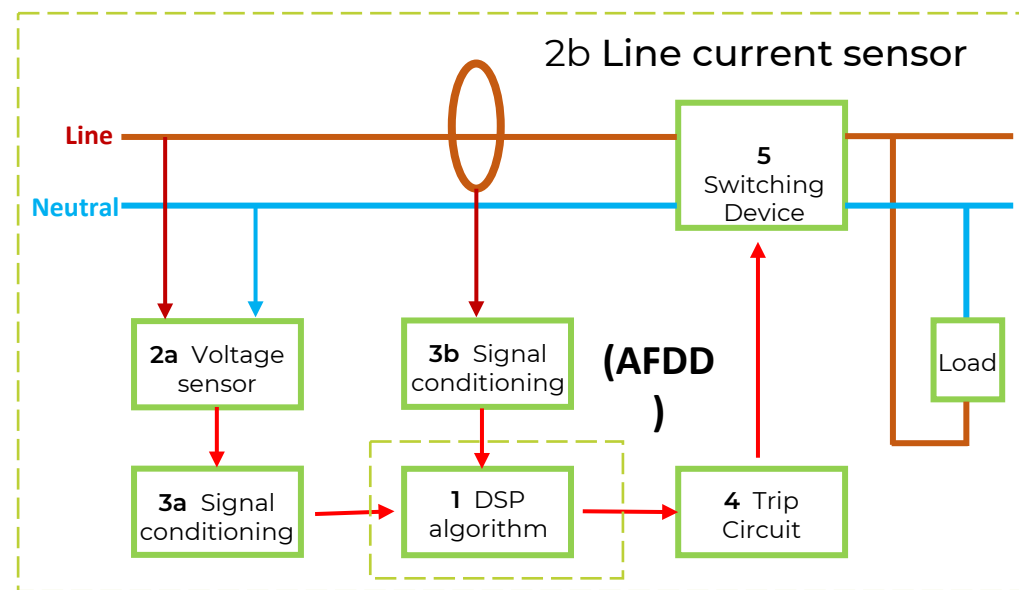 2b Line current sensor
Line
5
Switching
Device
Neutral
2a Voltage
sensor
3b Signal
conditioning
(AFDD
)
Load
3a Signal
conditioning
1 DSP
algorithm
4 Trip
Circuit